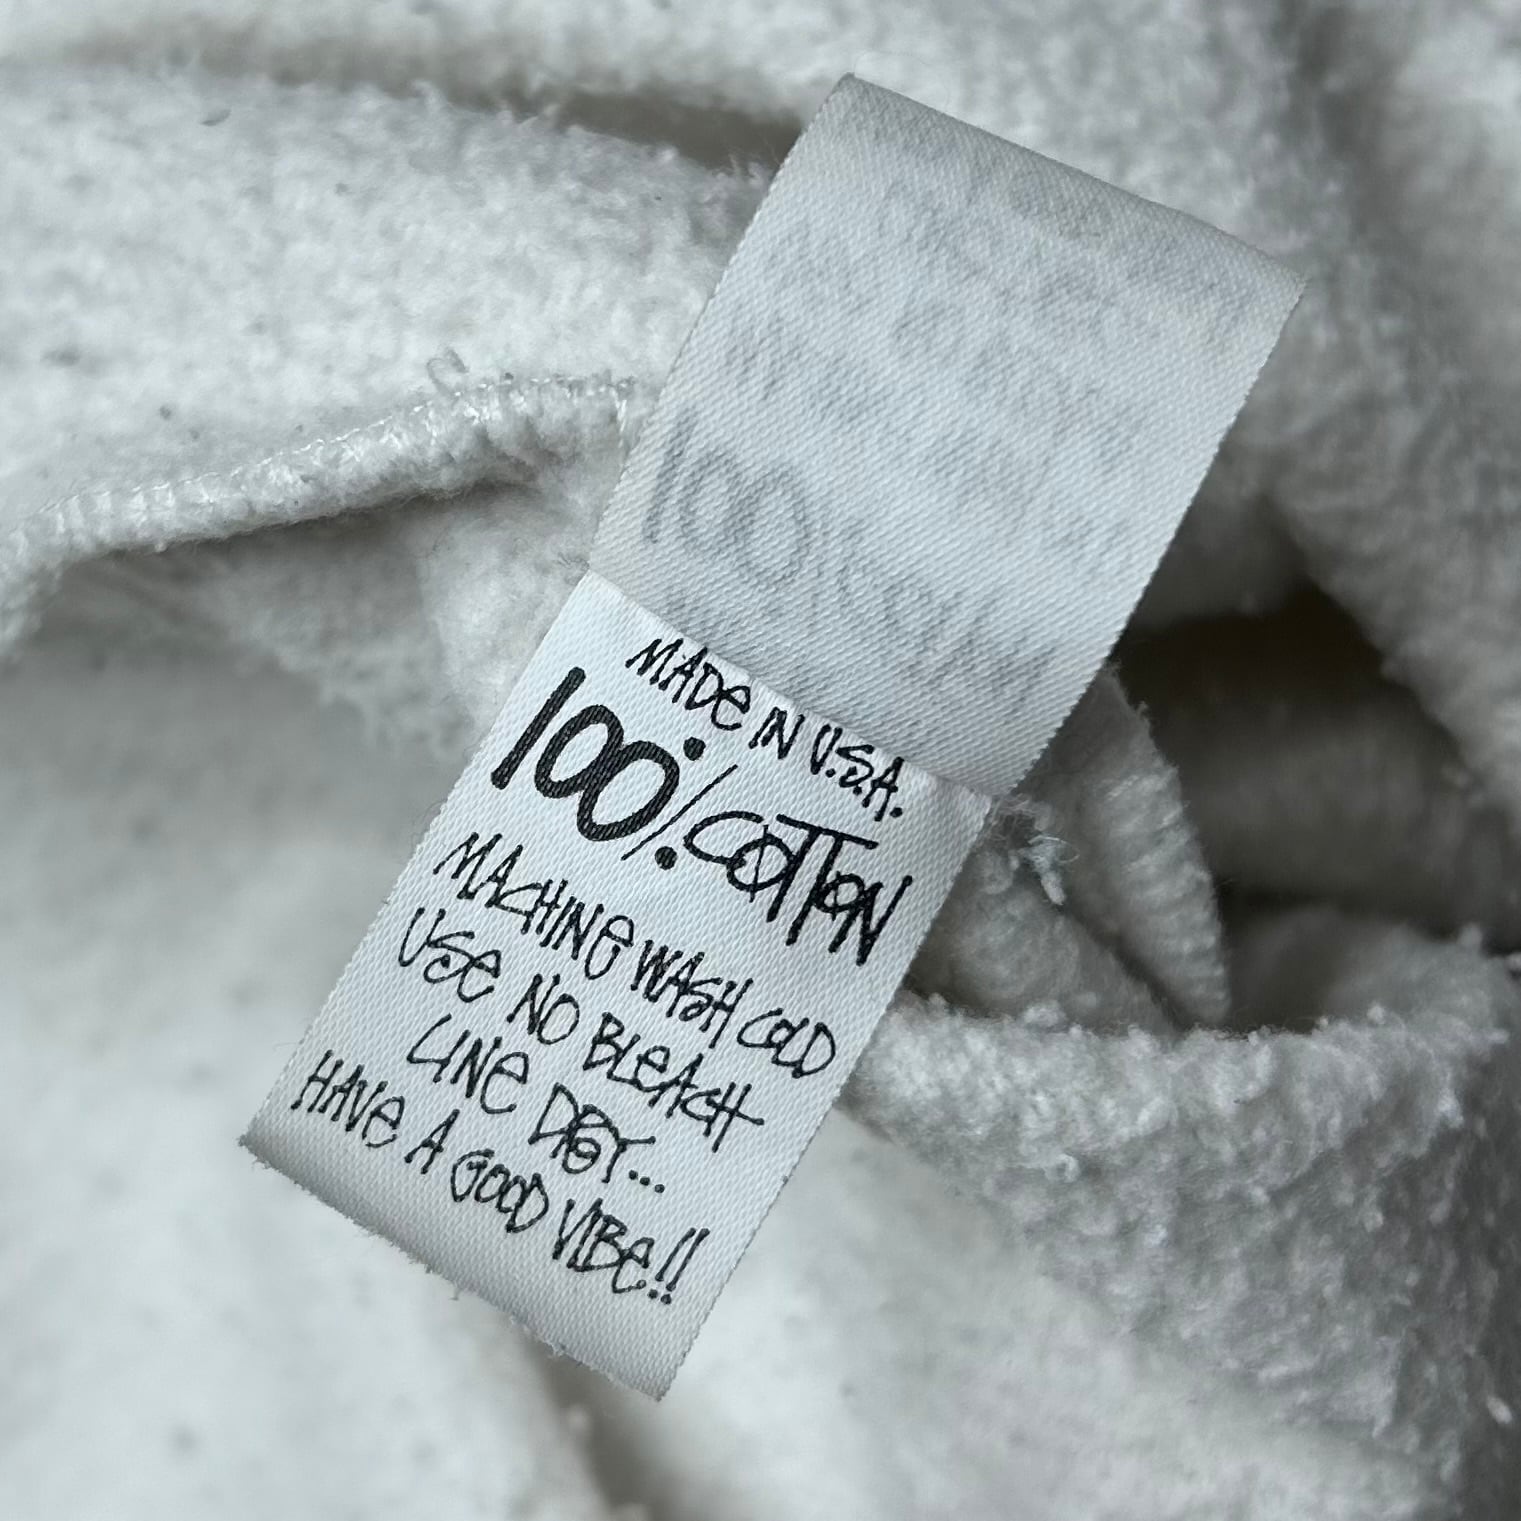 MADE IN U.S.A.
100% COTTON
MACHINE WASH COLD
USE NO BLEACH
LINE DRY...
HAVE A GOOD VIBE!!